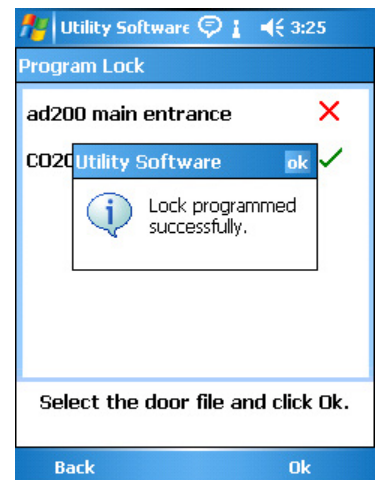 Utility Software 3:25
Program Lock
ad200 main entrance
CO20
Utility Software ok
Lock programmed
successfully.
Select the door file and click Ok.
Back Ok